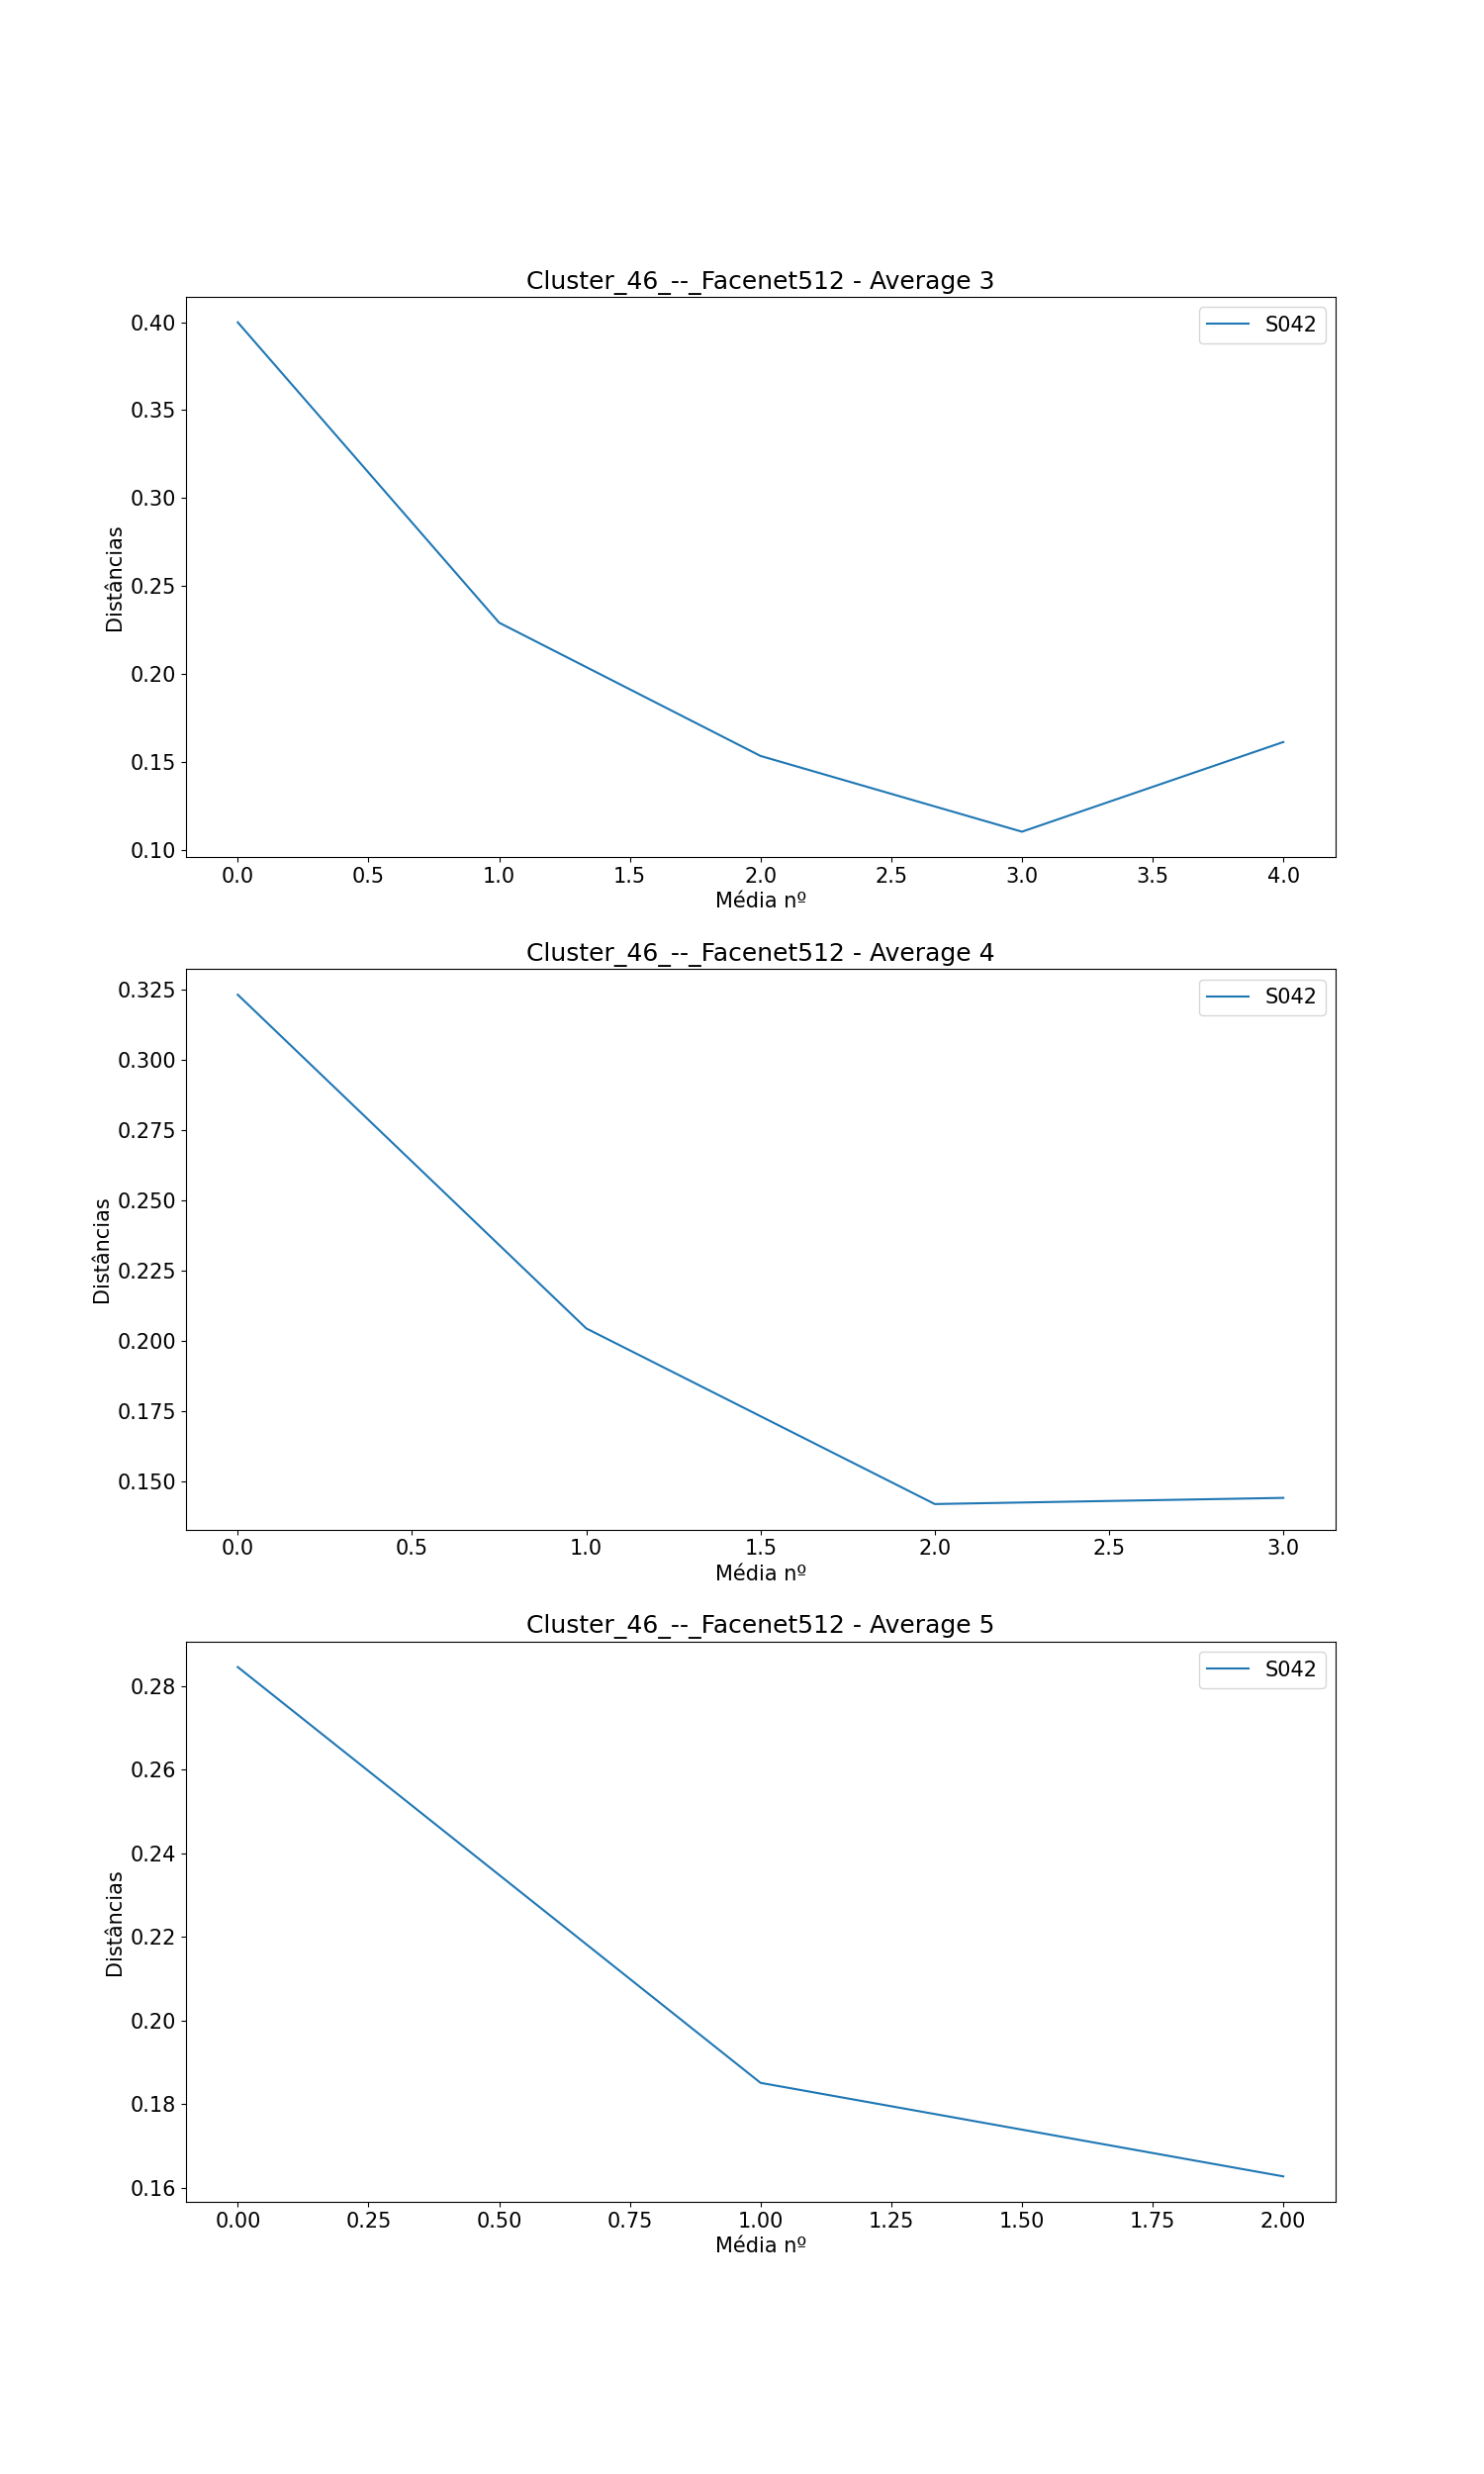 Cluster_46_--_Facenet512 - Average 3
S042
0.40
0.35
0.30
0.25
0.20
0.15
0.10
Distâncias
0.0 0.5 1.0 1.5 2.0 2.5 3.0 3.5 4.0
Média nº
Cluster_46_--_Facenet512 - Average 4
S042
0.325
0.300
0.275
0.250
0.225
0.200
0.175
0.150
Distâncias
0.0 0.5 1.0 1.5 2.0 2.5 3.0
Média nº
Cluster_46_--_Facenet512 - Average 5
S042
0.28
0.26
0.24
0.22
0.20
0.18
0.16
Distâncias
0.00 0.25 0.50 0.75 1.00 1.25 1.50 1.75 2.00
Média nº